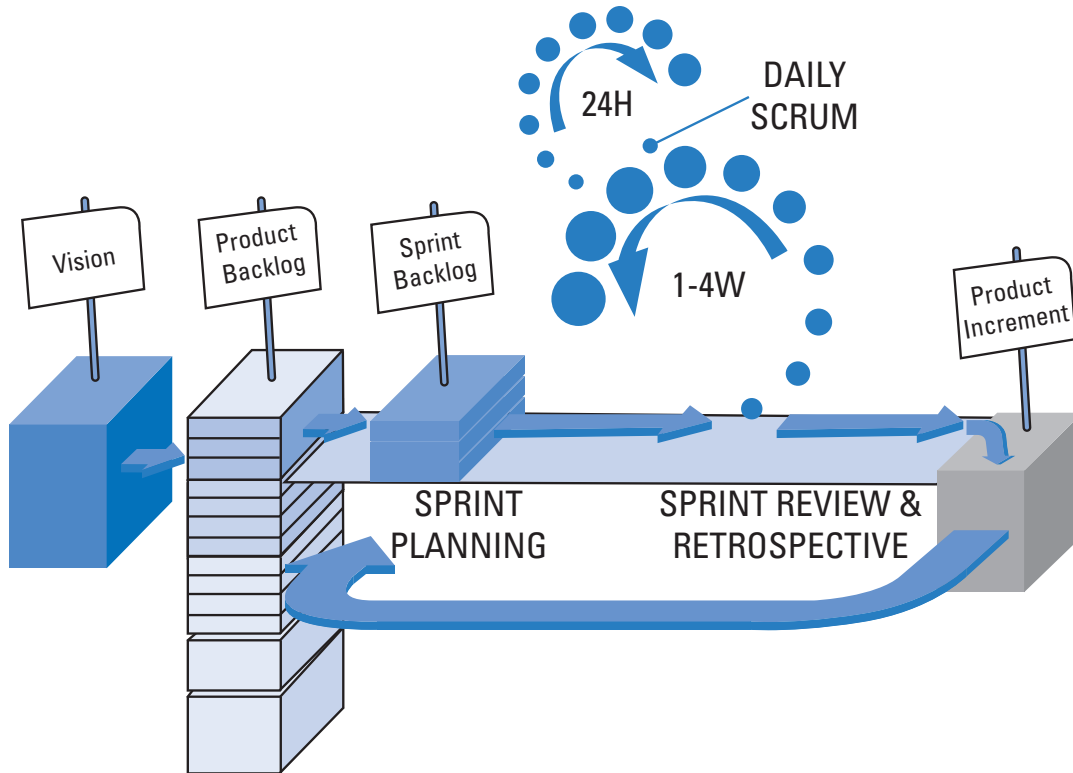 24H
DAILY
SCRUM
Vision
Product
Backlog
Sprint
Backlog
1-4W
Product
Increment
SPRINT
PLANNING
SPRINT REVIEW &
RETROSPECTIVE